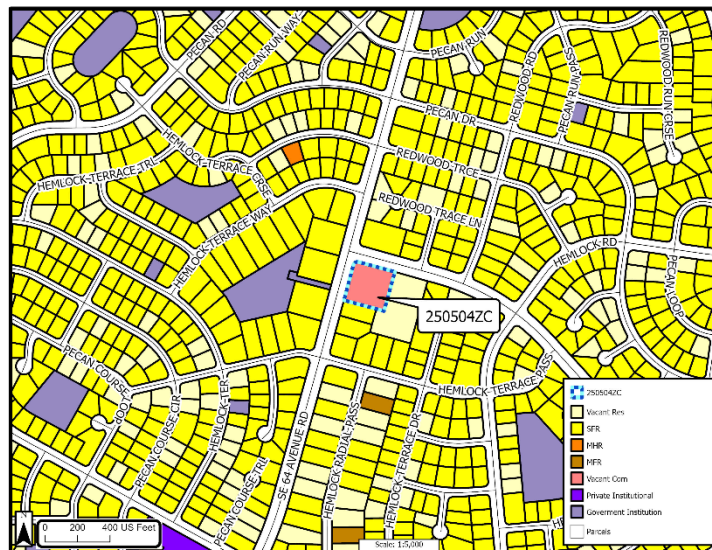 PECAN RD
PECAN RUN WAY
PECAN RUN
REDWOOD RD
PECAN RUN PASS
REDWOOD RUN CRSE
PECAN DR
HEMLOCK TERRACE TRL
HEMLOCK TERRACE CRSE
REDWOOD TRCE
HEMLOCK TERRACE WAY
REDWOOD TRACE LN
HEMLOCK RD
PECAN LOOP
250504ZC
PECAN COURSE
LOOP
PECAN COURSE CIR
HEMLOCK TER
PECAN COURSE TRL
SE 64 AVENUE RD
HEMLOCK RADIAL PASS
HEMLOCK TERRACE DR
HEMLOCK TERRACE PASS
250504ZC
Vacant Res
SFR
MHR
MFR
Vacant Com
Private Institutional
Goverment Institution
Parcels
0 200 400 US Feet
Scale: 1:5,000